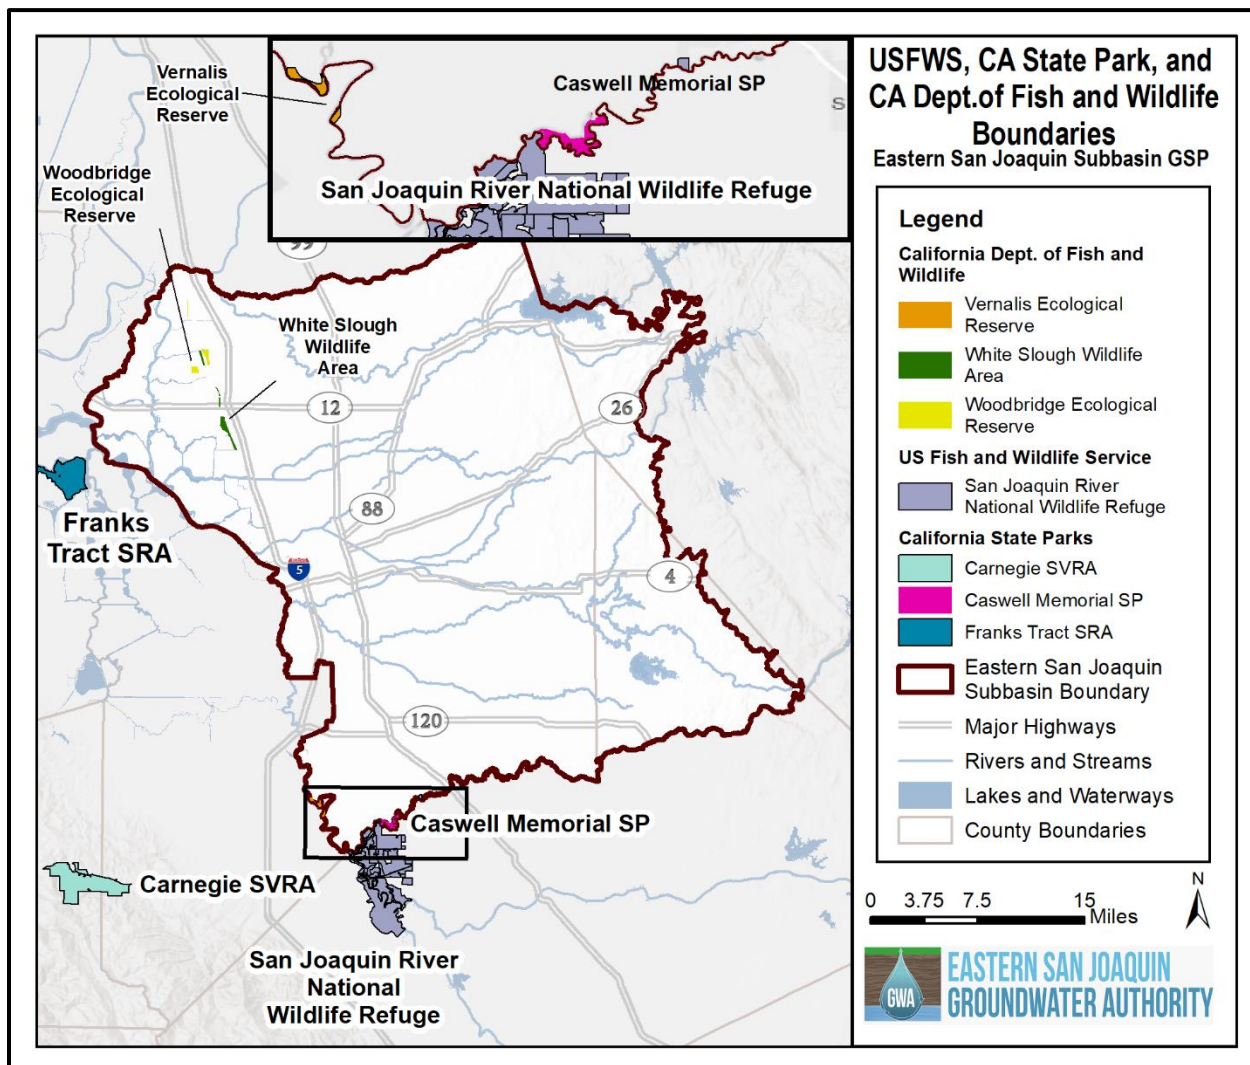 USFWS, CA State Park, and
CA Dept.of Fish and Wildlife
Boundaries
Eastern San Joaquin Subbasin GSP
Legend
California Dept. of Fish and
Wildlife
Vernalis Ecological
Reserve
White Slough Wildlife
Area
Woodbridge Ecological
Reserve
US Fish and Wildlife Service
San Joaquin River
National Wildlife Refuge
California State Parks
Carnegie SVRA
Caswell Memorial SP
Franks Tract SRA
Eastern San Joaquin
Subbasin Boundary
Major Highways
Rivers and Streams
Lakes and Waterways
County Boundaries
0 3.75 7.5 15
Miles
N
GWA
EASTERN SAN JOAQUIN
GROUNDWATER AUTHORITY
Vernalis
Ecological
Reserve
Caswell Memorial SP
S
San Joaquin River National Wildlife Refuge
Woodbridge
Ecological
Reserve
99
White Slough
Wildlife
Area
12
26
88
Franks
Tract SRA
5
4
120
Caswell Memorial SP
Carnegie SVRA
San Joaquin River
National
Wildlife Refuge